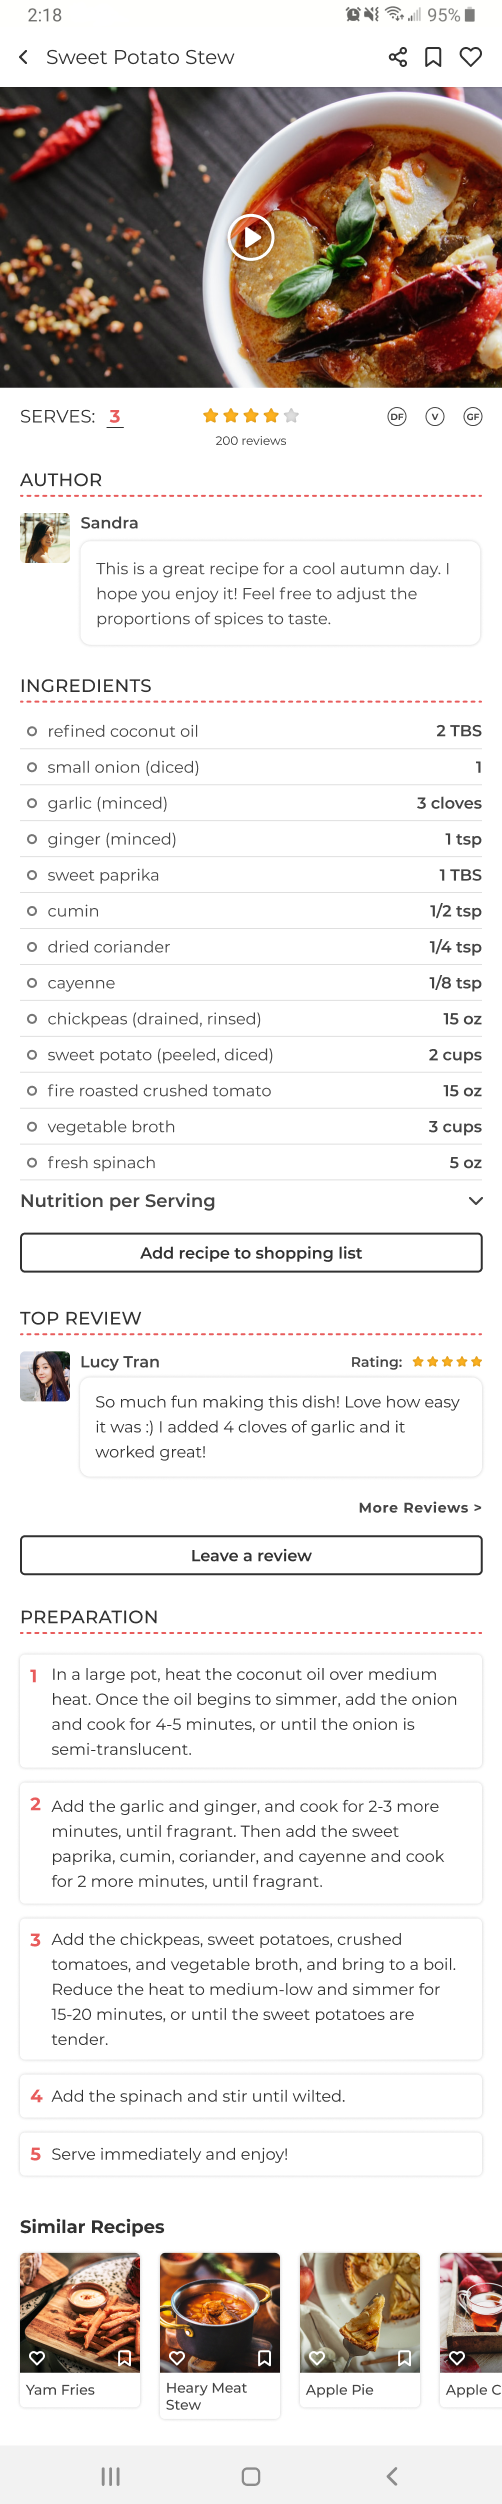 2:18
95%
Sweet Potato Stew
SERVES: 3
DF
V
GF
200 reviews
AUTHOR
Sandra
This is a great recipe for a cool autumn day. I
hope you enjoy it! Feel free to adjust the
proportions of spices to taste.
INGREDIENTS
refined coconut oil 2 TBS
small onion (diced) 1
garlic (minced) 3 cloves
ginger (minced) 1 tsp
sweet paprika 1 TBS
cumin 1/2 tsp
dried coriander 1/4 tsp
cayenne 1/8 tsp
chickpeas (drained, rinsed) 15 oz
sweet potato (peeled, diced) 2 cups
fire roasted crushed tomato 15 oz
vegetable broth 3 cups
fresh spinach 5 oz
Nutrition per Serving
Add recipe to shopping list
TOP REVIEW
Lucy Tran Rating:
So much fun making this dish! Love how easy
it was :) I added 4 cloves of garlic and it
worked great!
More Reviews >
Leave a review
PREPARATION
1 In a large pot, heat the coconut oil over medium
heat. Once the oil begins to simmer, add the onion
and cook for 4-5 minutes, or until the onion is
semi-translucent.
2 Add the garlic and ginger, and cook for 2-3 more
minutes, until fragrant. Then add the sweet
paprika, cumin, coriander, and cayenne and cook
for 2 more minutes, until fragrant.
3 Add the chickpeas, sweet potatoes, crushed
tomatoes, and vegetable broth, and bring to a boil.
Reduce the heat to medium-low and simmer for
15-20 minutes, or until the sweet potatoes are
tender.
4 Add the spinach and stir until wilted.
5 Serve immediately and enjoy!
Similar Recipes
Yam Fries
Heary Meat
Stew
Apple Pie
Apple C